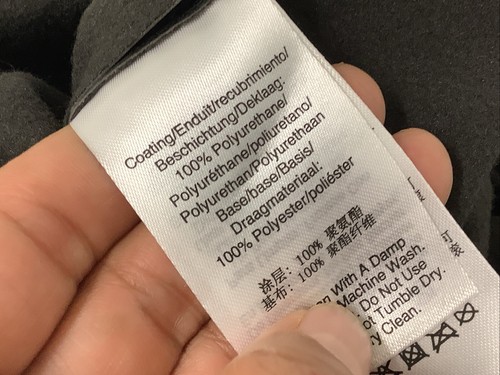 Coating/Enduit/recubrimiento/
Beschichtung/Deklaag:
100% Polyurethane/
Polyuréthane/poliuretano/
Polyurethan/Polyurethaan
Base/base/Basis/
Draagmateriaal:
100% Polyester/poliéster
涂层: 100% 聚氨酯
基布: 100% 聚酯纤维
With A Damp
Machine Wash.
Do Not Use
Tumble Dry.
Clean.